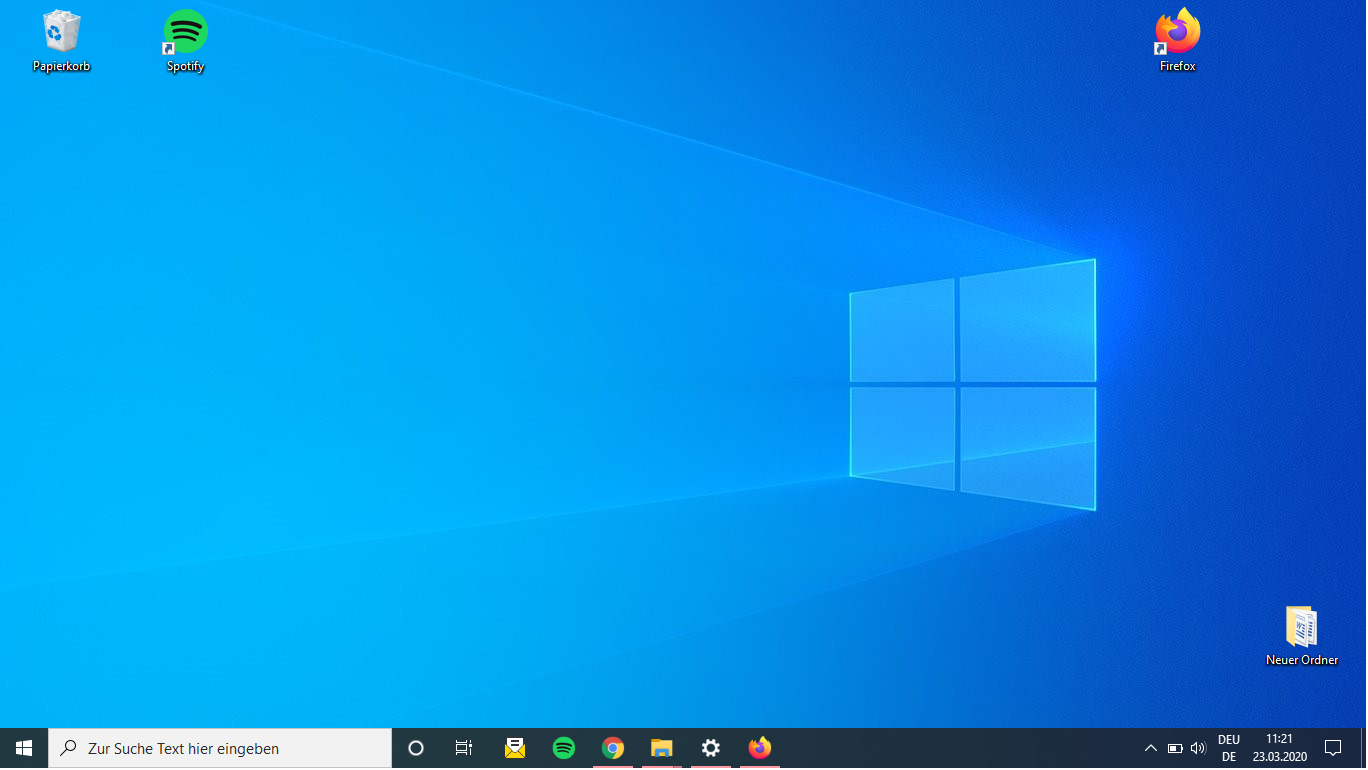 Papierkorb
Spotify
Firefox
Neuer Ordner
Zur Suche Text hier eingeben
DEU
DE
11:21
23.03.2020